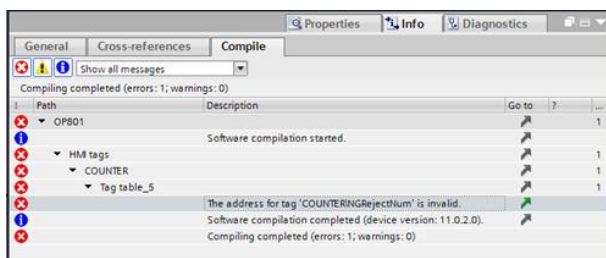 Properties Info Diagnostics
General Cross-references Compile
Show all messages
Compiling completed (errors: 1; warnings: 0)
! Path Description Go to ? ...
OP801 1
Software compilation started.
HMI tags 1
COUNTER 1
Tag table_5 1
The address for tag 'COUNTER\NGRejectNum' is invalid.
Software compilation completed (device version: 11.0.2.0).
Compiling completed (errors: 1; warnings: 0)